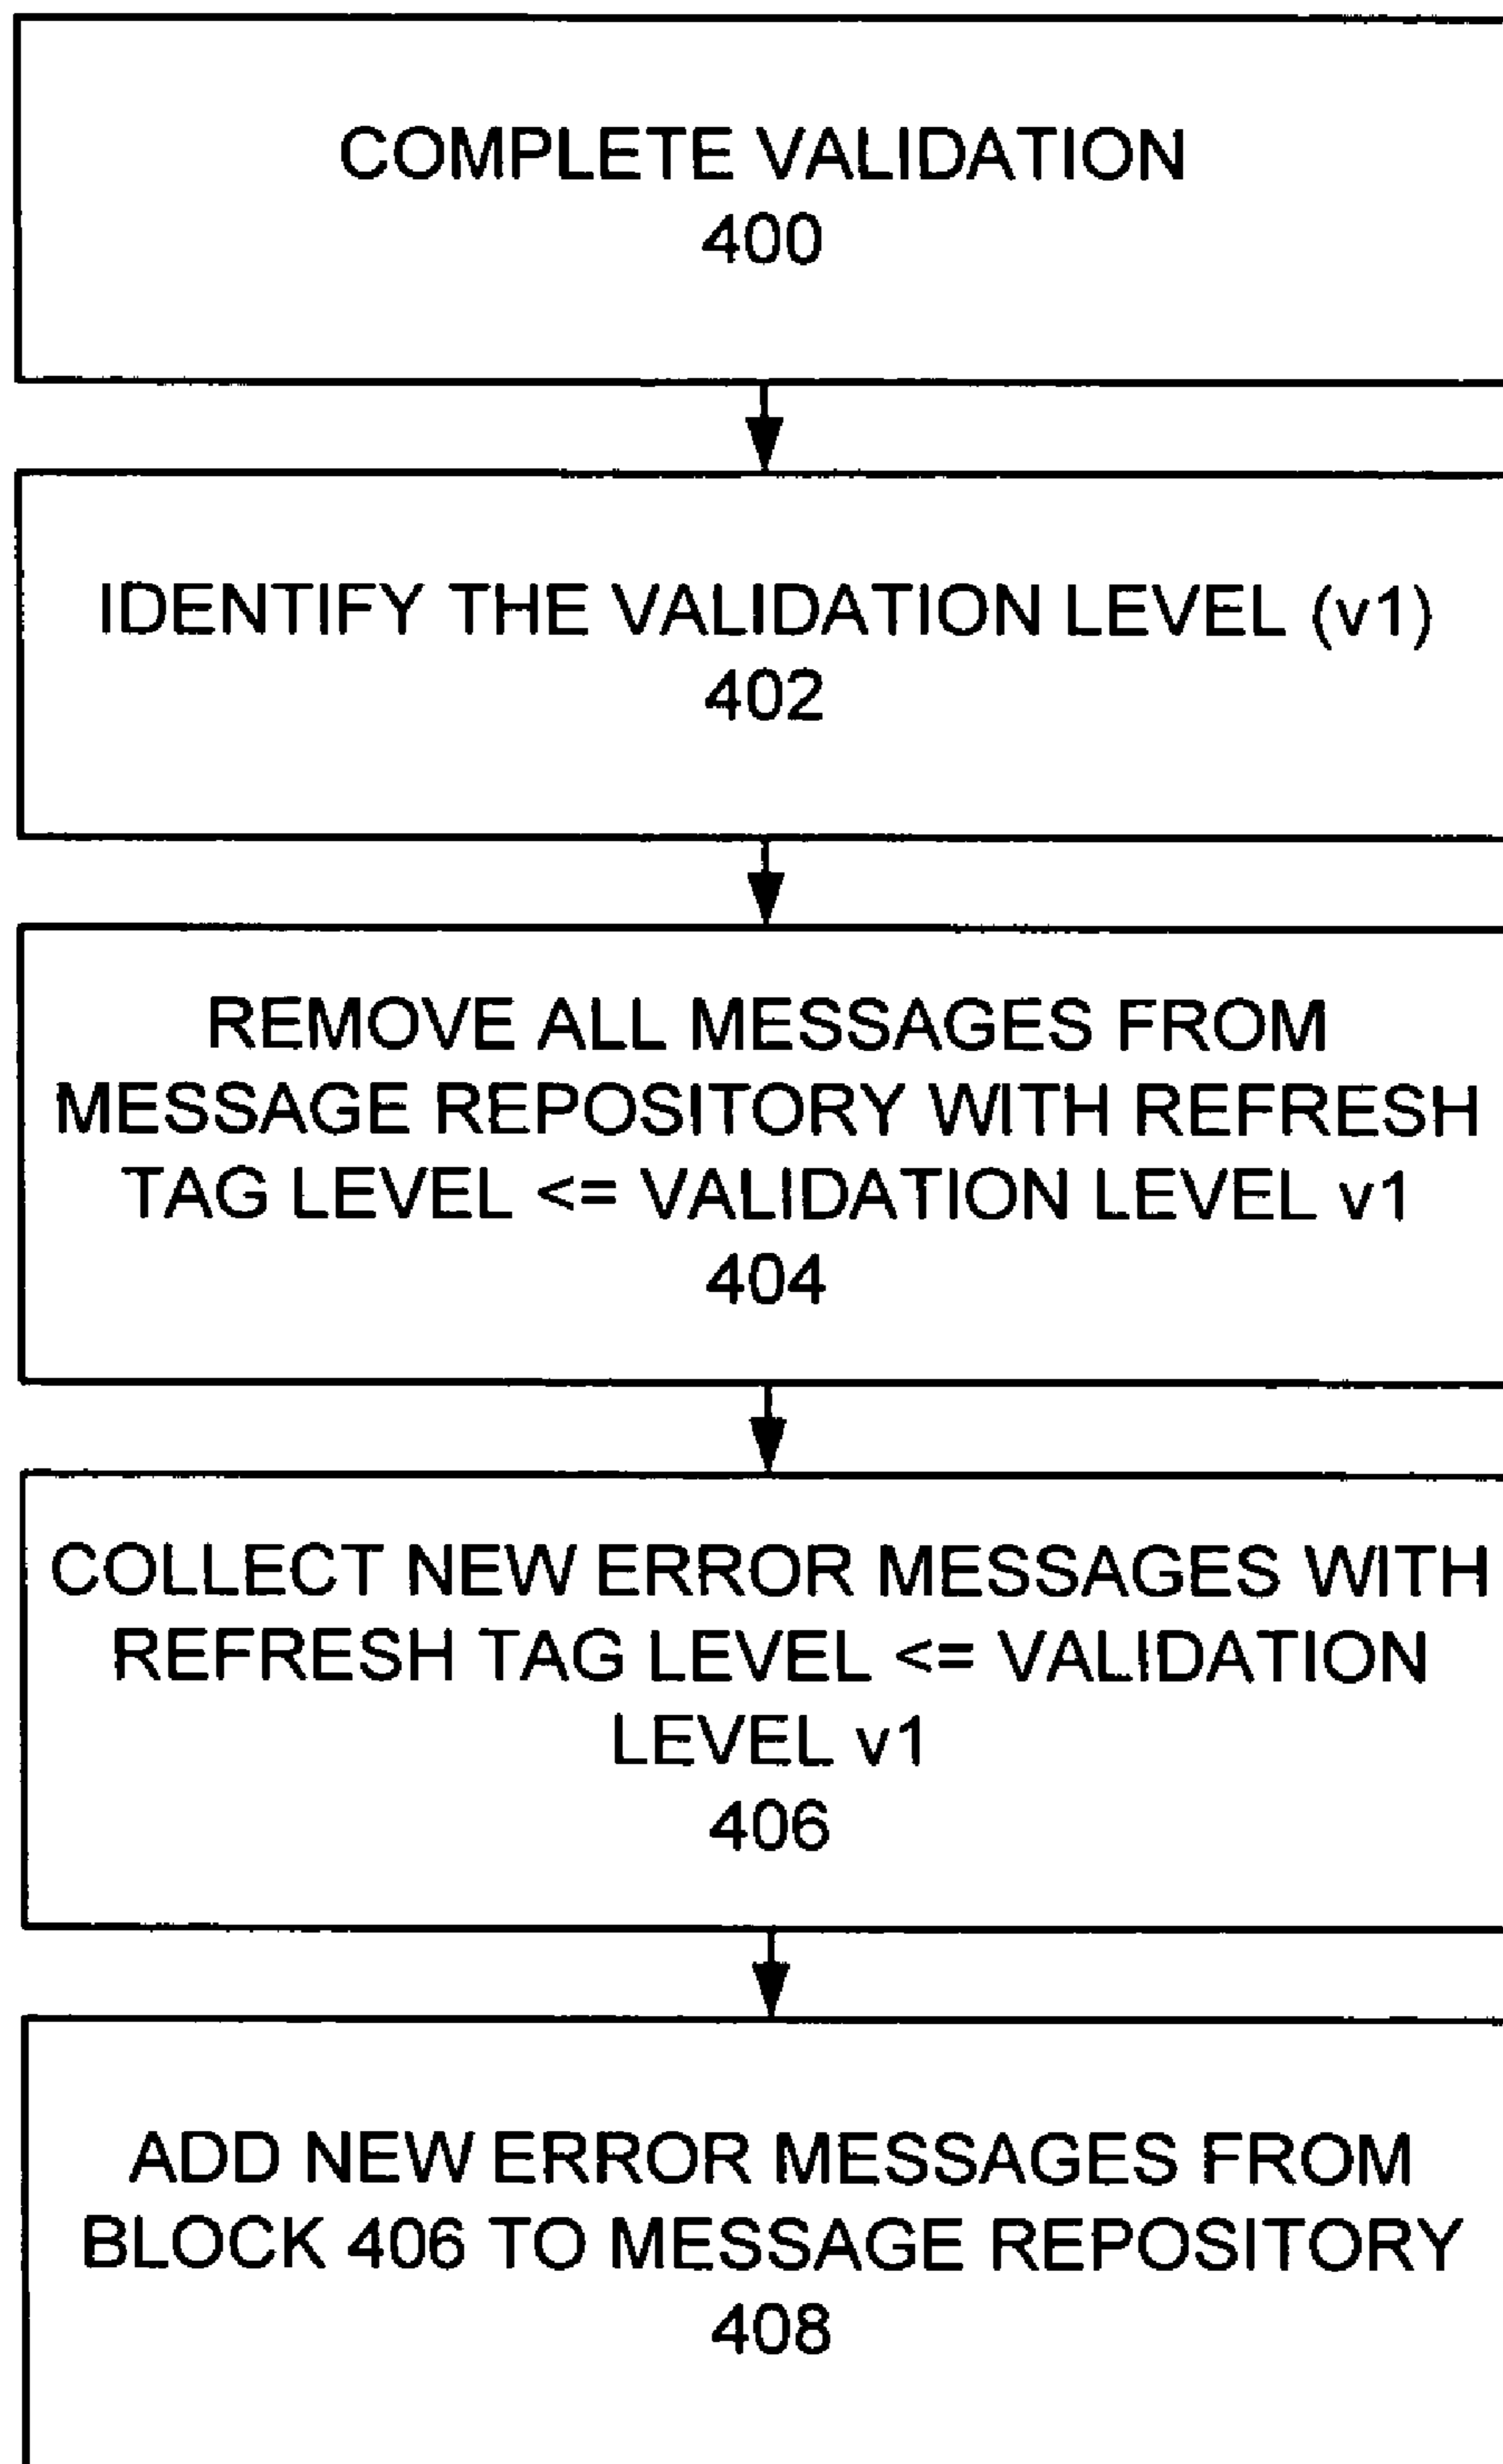 COMPLETE VALIDATION
400
IDENTIFY THE VALIDATION LEVEL (v1)
402
REMOVE ALL MESSAGES FROM
MESSAGE REPOSITORY WITH REFRESH
TAG LEVEL <= VALIDATION LEVEL v1
404
COLLECT NEW ERROR MESSAGES WITH
REFRESH TAG LEVEL <= VALIDATION
LEVEL v1
406
ADD NEW ERROR MESSAGES FROM
BLOCK 406 TO MESSAGE REPOSITORY
408